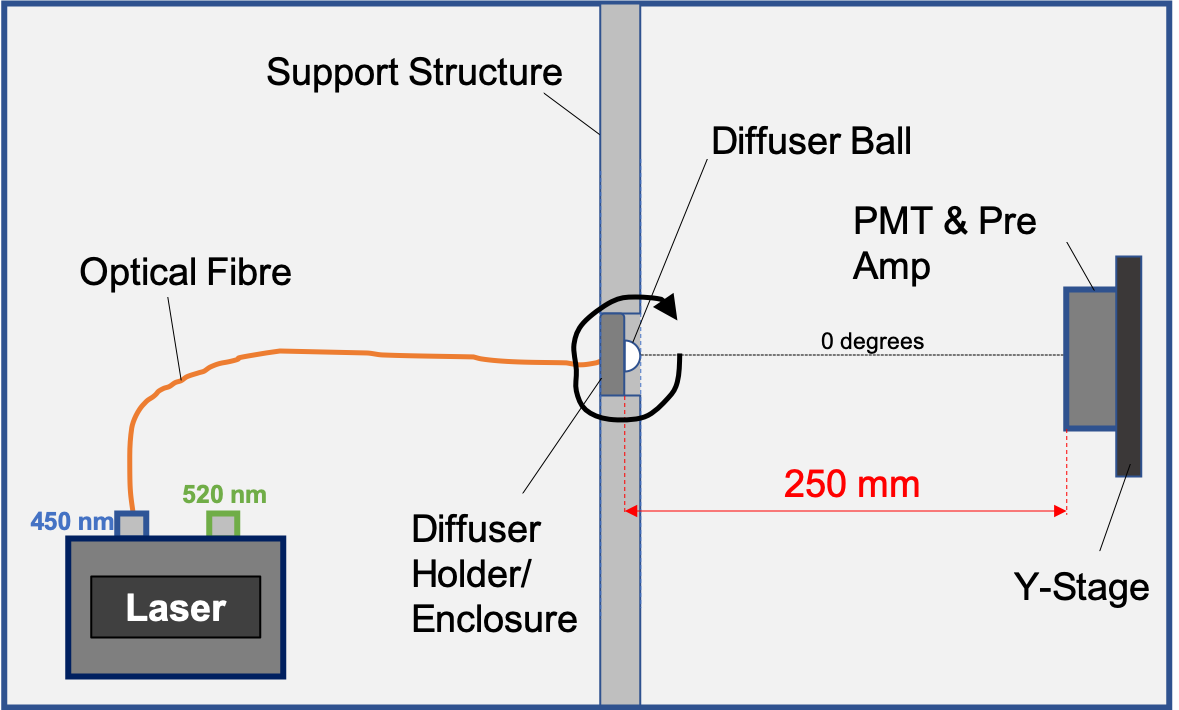 Support Structure
Diffuser Ball
PMT & Pre
Amp
Optical Fibre
0 degrees
250 mm
520 nm
450 nm
Diffuser
Holder/
Enclosure
Y-Stage
Laser